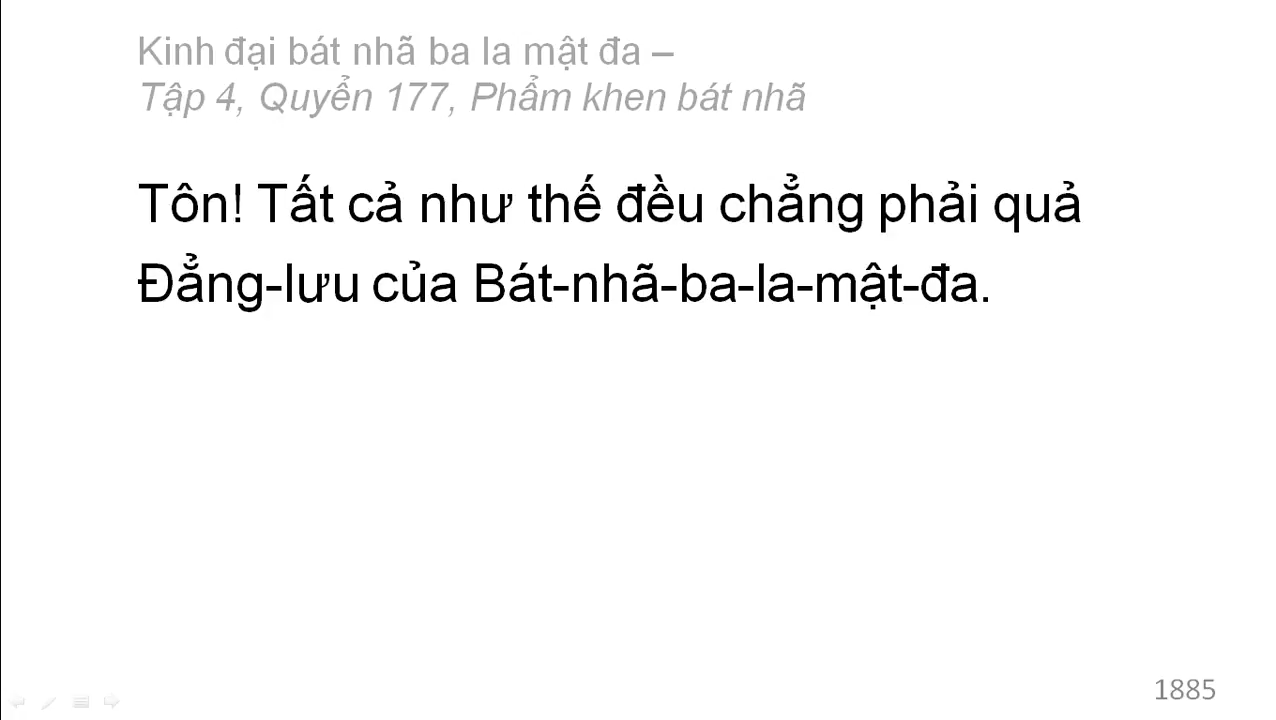 Kinh đại bát nhã ba la mật đa –
Tập 4, Quyển 177, Phẩm khen bát nhã
Tôn! Tất cả như thế đều chẳng phải quả
Đẳng-lưu của Bát-nhã-ba-la-mật-đa.
1885